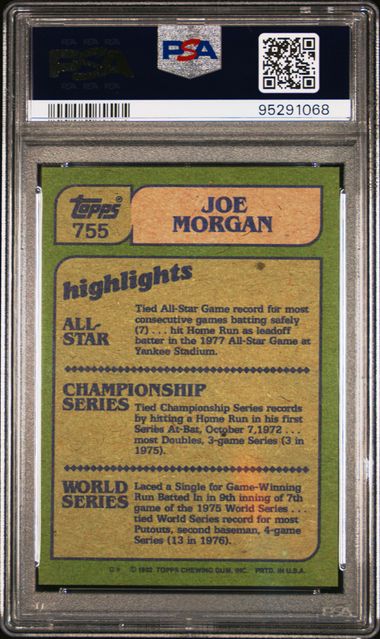 PSA
PSA
95291068
Topps®
755
JOE
MORGAN
highlights
ALL-
STAR
Tied All-Star Game record for most
consecutive games batting safely
(7) . . . hit Home Run as leadoff
batter in the 1977 All-Star Game at
Yankee Stadium.
CHAMPIONSHIP
SERIES
Tied Championship Series records
by hitting a Home Run in his first
Series At-Bat, October 7,1972 . . .
most Doubles, 3-game Series (3 in
1975).
WORLD
SERIES
Laced a Single for Game-Winning
Run Batted In in 9th inning of 7th
game of the 1975 World Series . . .
tied World Series record for most
Putouts, second baseman, 4-game
Series (13 in 1976).
© 1982 TOPPS CHEWING GUM, INC. PRTD. IN U.S.A.
PSA